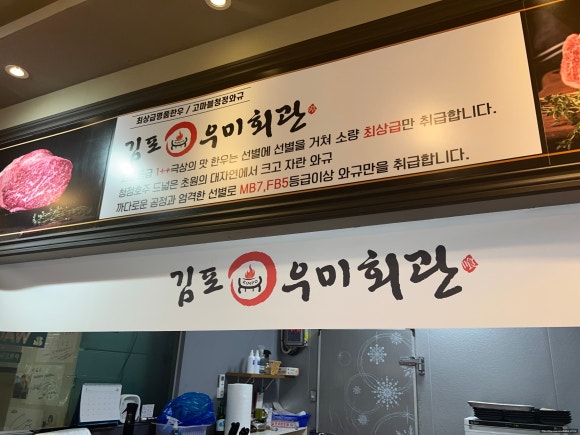 최상급명품한우 / 고마블청정와규
김포 우미회관
1++극상의 맛 한우는 선별에 선별을 거쳐 소량 최상급만 취급합니다.
드넓은 초원의 대자연에서 크고 자란 와규
까다로운 공정과 엄격한 선별로 MB7,FB5등급이상 와규만을 취급합니다.
김포 우미회관